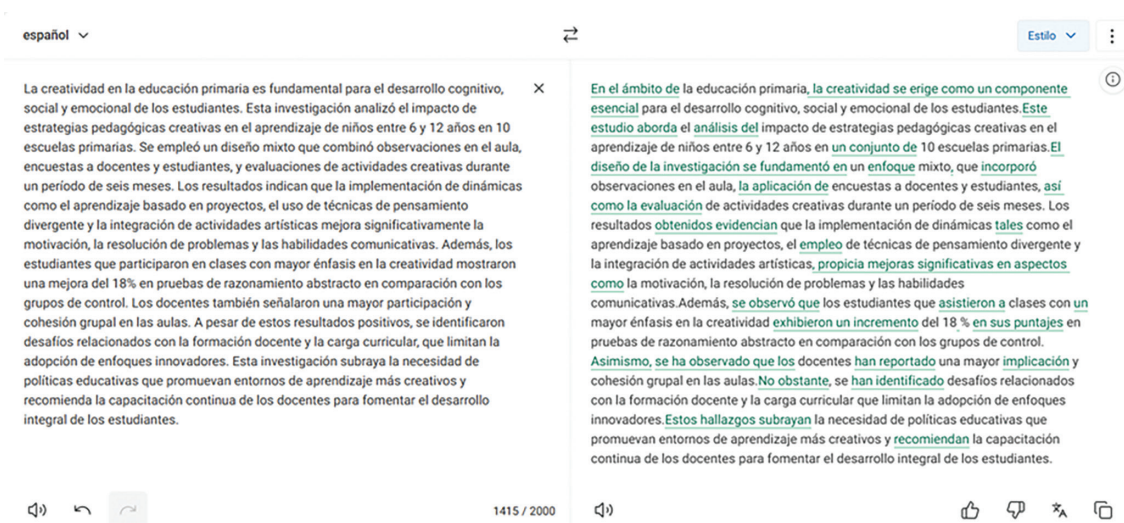 español
Estilo
La creatividad en la educación primaria es fundamental para el desarrollo cognitivo,
social y emocional de los estudiantes. Esta investigación analizó el impacto de
estrategias pedagógicas creativas en el aprendizaje de niños entre 6 y 12 años en 10
escuelas primarias. Se empleó un diseño mixto que combinó observaciones en el aula,
encuestas a docentes y estudiantes, y evaluaciones de actividades creativas durante
un período de seis meses. Los resultados indican que la implementación de dinámicas
como el aprendizaje basado en proyectos, el uso de técnicas de pensamiento
divergente y la integración de actividades artísticas mejora significativamente la
motivación, la resolución de problemas y las habilidades comunicativas. Además, los
estudiantes que participaron en clases con mayor énfasis en la creatividad mostraron
una mejora del 18% en pruebas de razonamiento abstracto en comparación con los
grupos de control. Los docentes también señalaron una mayor participación y
cohesión grupal en las aulas. A pesar de estos resultados positivos, se identificaron
desafíos relacionados con la formación docente y la carga curricular, que limitan la
adopción de enfoques innovadores. Esta investigación subraya la necesidad de
políticas educativas que promuevan entornos de aprendizaje más creativos y
recomienda la capacitación continua de los docentes para fomentar el desarrollo
integral de los estudiantes.
1415 / 2000
En el ámbito de la educación primaria, la creatividad se erige como un componente
esencial para el desarrollo cognitivo, social y emocional de los estudiantes.Este
estudio aborda el análisis del impacto de estrategias pedagógicas creativas en el
aprendizaje de niños entre 6 y 12 años en un conjunto de 10 escuelas primarias.El
diseño de la investigación se fundamentó en un enfoque mixto, que incorporó
observaciones en el aula, la aplicación de encuestas a docentes y estudiantes, así
como la evaluación de actividades creativas durante un período de seis meses. Los
resultados obtenidos evidencian que la implementación de dinámicas tales como el
aprendizaje basado en proyectos, el empleo de técnicas de pensamiento divergente y
la integración de actividades artísticas, propicia mejoras significativas en aspectos
como la motivación, la resolución de problemas y las habilidades
comunicativas.Además, se observó que los estudiantes que asistieron a clases con un
mayor énfasis en la creatividad exhibieron un incremento del 18 % en sus puntajes en
pruebas de razonamiento abstracto en comparación con los grupos de control.
Asimismo, se ha observado que los docentes han reportado una mayor implicación y
cohesión grupal en las aulas.No obstante, se han identificado desafíos relacionados
con la formación docente y la carga curricular que limitan la adopción de enfoques
innovadores.Estos hallazgos subrayan la necesidad de políticas educativas que
promuevan entornos de aprendizaje más creativos y recomiendan la capacitación
continua de los docentes para fomentar el desarrollo integral de los estudiantes.